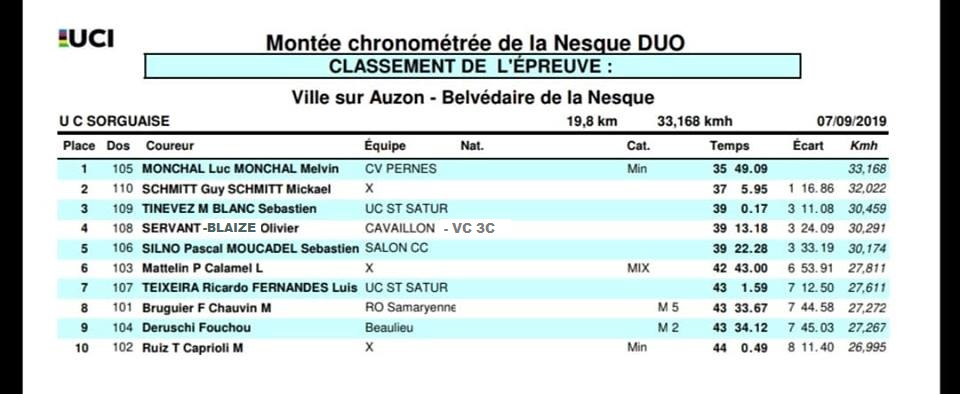 UCI
Montée chronométrée de la Nesque DUO
CLASSEMENT DE L'ÉPREUVE :
Ville sur Auzon - Belvédaire de la Nesque
U C SORGUAISE 19,8 km 33,168 kmh 07/09/2019
Place Dos Coureur Équipe Nat. Cat. Temps Écart Kmh
1 105 MONCHAL Luc MONCHAL Melvin CV PERNES Min 35 49.09 33,168
2 110 SCHMITT Guy SCHMITT Mickael X 37 5.95 1 16.86 32,022
3 109 TINEVEZ M BLANC Sebastien UC ST SATUR 39 0.17 3 11.08 30,459
4 108 SERVANT-BLAIZE Olivier CAVAILLON - VC 3C 39 13.18 3 24.09 30,291
5 106 SILNO Pascal MOUCADEL Sebastien SALON CC 39 22.28 3 33.19 30,174
6 103 Mattelin P Calamel L X MIX 42 43.00 6 53.91 27,811
7 107 TEIXEIRA Ricardo FERNANDES Luis UC ST SATUR 43 1.59 7 12.50 27,611
8 101 Bruguier F Chauvin M RO Samaryenne M 5 43 33.67 7 44.58 27,272
9 104 Deruschi Fouchou Beaulieu M 2 43 34.12 7 45.03 27,267
10 102 Ruiz T Caprioli M X Min 44 0.49 8 11.40 26,995